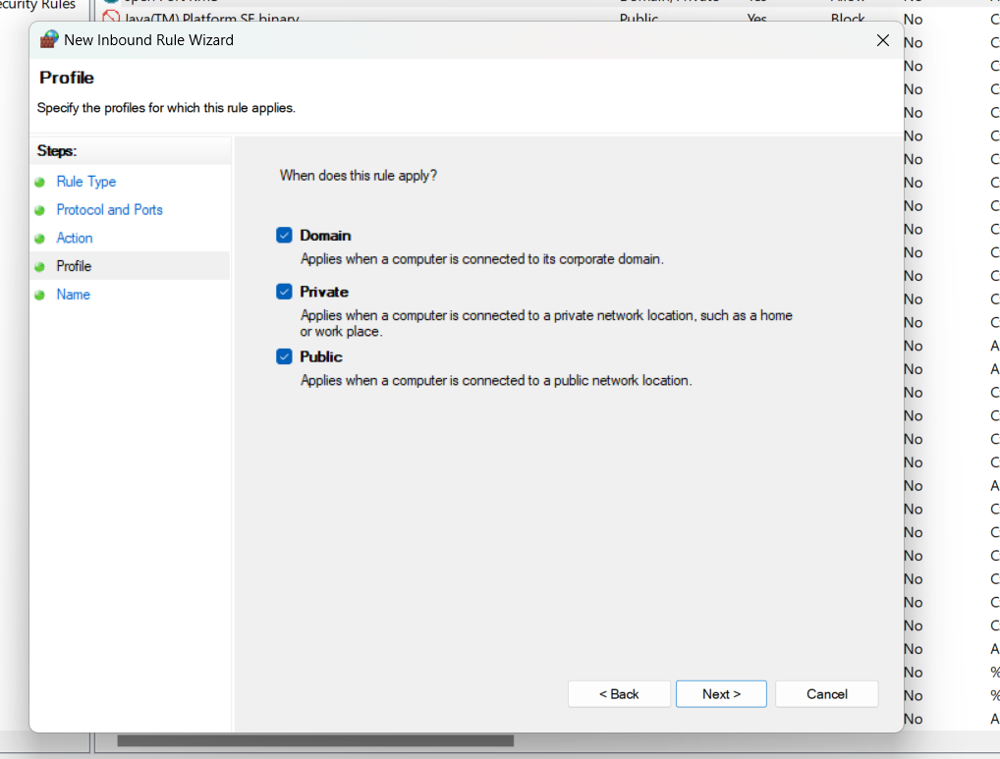 ecurity Rules
Java(TM) Platform SE binary Public Yes Block No
New Inbound Rule Wizard
No
Profile
No
Specify the profiles for which this rule applies.
No
No
Steps:
No
No
When does this rule apply?
Rule Type
No
Protocol and Ports
No
Action
No
Domain
No
Applies when a computer is connected to its corporate domain.
Profile
No
Private
No
Name
Applies when a computer is connected to a private network location, such as a home
No
or work place.
No A
Public
No A
Applies when a computer is connected to a public network location.
No
No
No
No
No A
No
No
No
No
No
No
No A
No %
< Back
Next >
Cancel
No %
No A